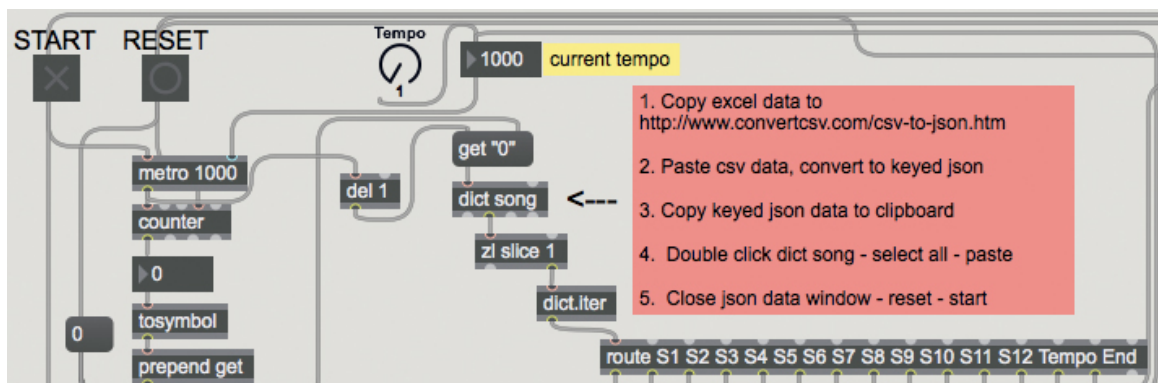 START RESET
Tempo
1
1000
current tempo
metro 1000
counter
0
tosymbol
0
prepend get
del 1
get "0"
dict song
<---
zl slice 1
dict.iter
route S1 S2 S3 S4 S5 S6 S7 S8 S9 S10 S11 S12 Tempo End
1. Copy excel data to
http://www.convertcsv.com/csv-to-json.htm
2. Paste csv data, convert to keyed json
3. Copy keyed json data to clipboard
4. Double click dict song - select all - paste
5. Close json data window - reset - start